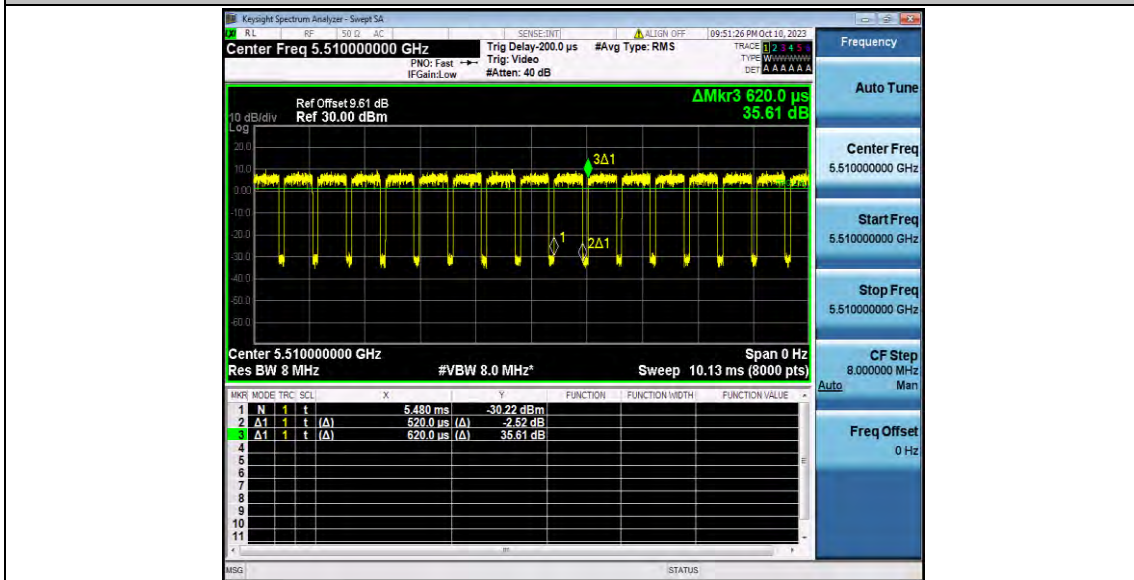 Keysight Spectrum Analyzer - Swept SA
RL RF 50 Ω AC SENSE:INT ALIGN OFF 09:51:26 PM Oct 10, 2023
Center Freq 5.510000000 GHz
Trig Delay-200.0 µs #Avg Type: RMS
TRACE 1 2 3 4 5 6
PNO: Fast Trig: Video
TYPE W
IFGain:Low #Atten: 40 dB
DET A A A A A A
Frequency
Auto Tune
Center Freq
5.510000000 GHz
Start Freq
5.510000000 GHz
Stop Freq
5.510000000 GHz
CF Step
8.000000 MHz
Auto Man
Freq Offset
0 Hz
ΔMkr3 620.0 µs
35.61 dB
Ref Offset 9.61 dB
10 dB/div Ref 30.00 dBm
Log
20.0
10.0
0.00
-10.0
-20.0
-30.0
-40.0
-50.0
-60.0
3Δ1
1
2Δ1
Center 5.510000000 GHz Span 0 Hz
Res BW 8 MHz #VBW 8.0 MHz* Sweep 10.13 ms (8000 pts)
MKR MODE TRC SCL X Y FUNCTION FUNCTION WIDTH FUNCTION VALUE
1 N 1 t 5.480 ms -30.22 dBm
2 Δ1 1 t (Δ) 520.0 µs (Δ) -2.52 dB
3 Δ1 1 t (Δ) 620.0 µs (Δ) 35.61 dB
4
5
6
7
8
9
10
11
MSG STATUS